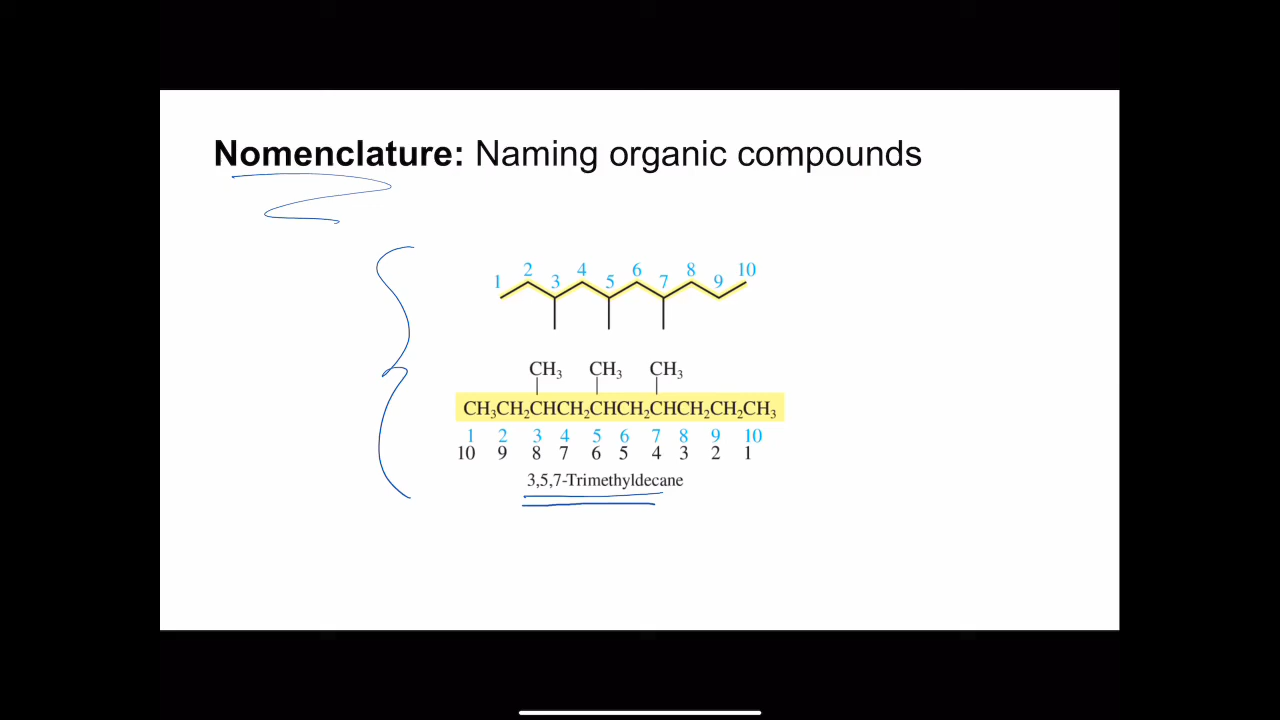 Nomenclature: Naming organic compounds
1 2 3 4 5 6 7 8 9 10
CH₃ CH₃ CH₃
CH₃CH₂CHCH₂CHCH₂CHCH₂CH₂CH₃
1 2 3 4 5 6 7 8 9 10
10 9 8 7 6 5 4 3 2 1
3,5,7-Trimethyldecane